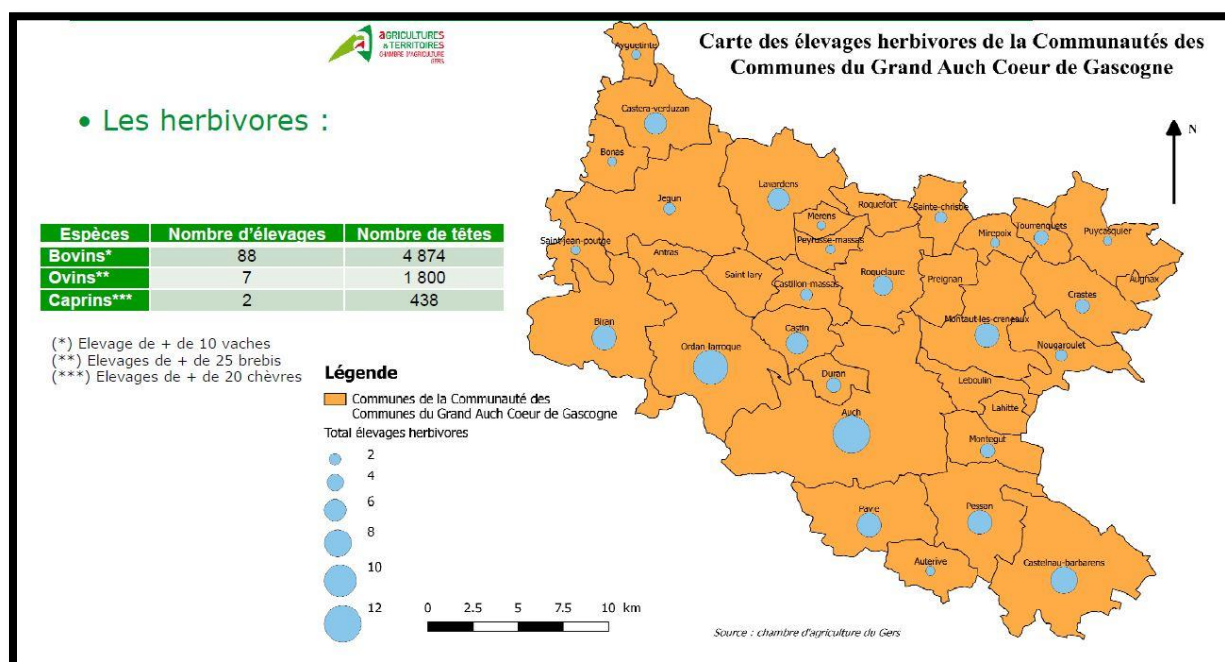 aGRICULTURES
& TERRITOIRES
CHAMBRE D'AGRICULTURE
GERS
Carte des élevages herbivores de la Communautés des
Communes du Grand Auch Coeur de Gascogne
• Les herbivores :
N
Espèces Nombre d'élevages Nombre de têtes
Bovins* 88 4 874
Ovins** 7 1 800
Caprins*** 2 438
(*) Elevage de + de 10 vaches
(**) Elevages de + de 25 brebis
(***) Elevages de + de 20 chèvres
Légende
Communes de la Communauté des
Communes du Grand Auch Coeur de Gascogne
Total élevages herbivores
2
4
6
8
10
12
0 2.5 5 7.5 10 km
Ayguetinte
Castera-verduzan
Bonas
Jegun
Lavardens
Roquefort
Merens
Sainte-christie
Mirepoix
Tourrenquets
Puycasquier
Saint-jean-poutge
Antras
Peyrusse-massas
Saint lary
Castillon-massas
Roquelaure
Preignan
Augnax
Crastes
Biran
Ordan-larroque
Castin
Montaut-les-creneaux
Nougaroulet
Duran
Leboulin
Lahitte
Auch
Montegut
Pavie
Pessan
Auterive
Castelnau-barbarens
Source : chambre d'agriculture du Gers